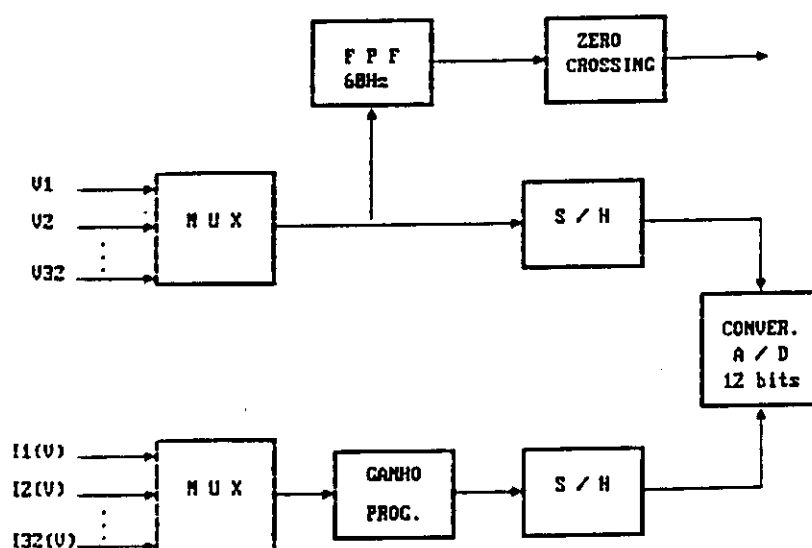 F P F
60Hz
ZERO
CROSSING
V1
V2
V32
M U X
S / H
CONVER.
A / D
12 bits
I1(V)
I2(V)
I32(V)
M U X
GANHO
PROG.
S / H